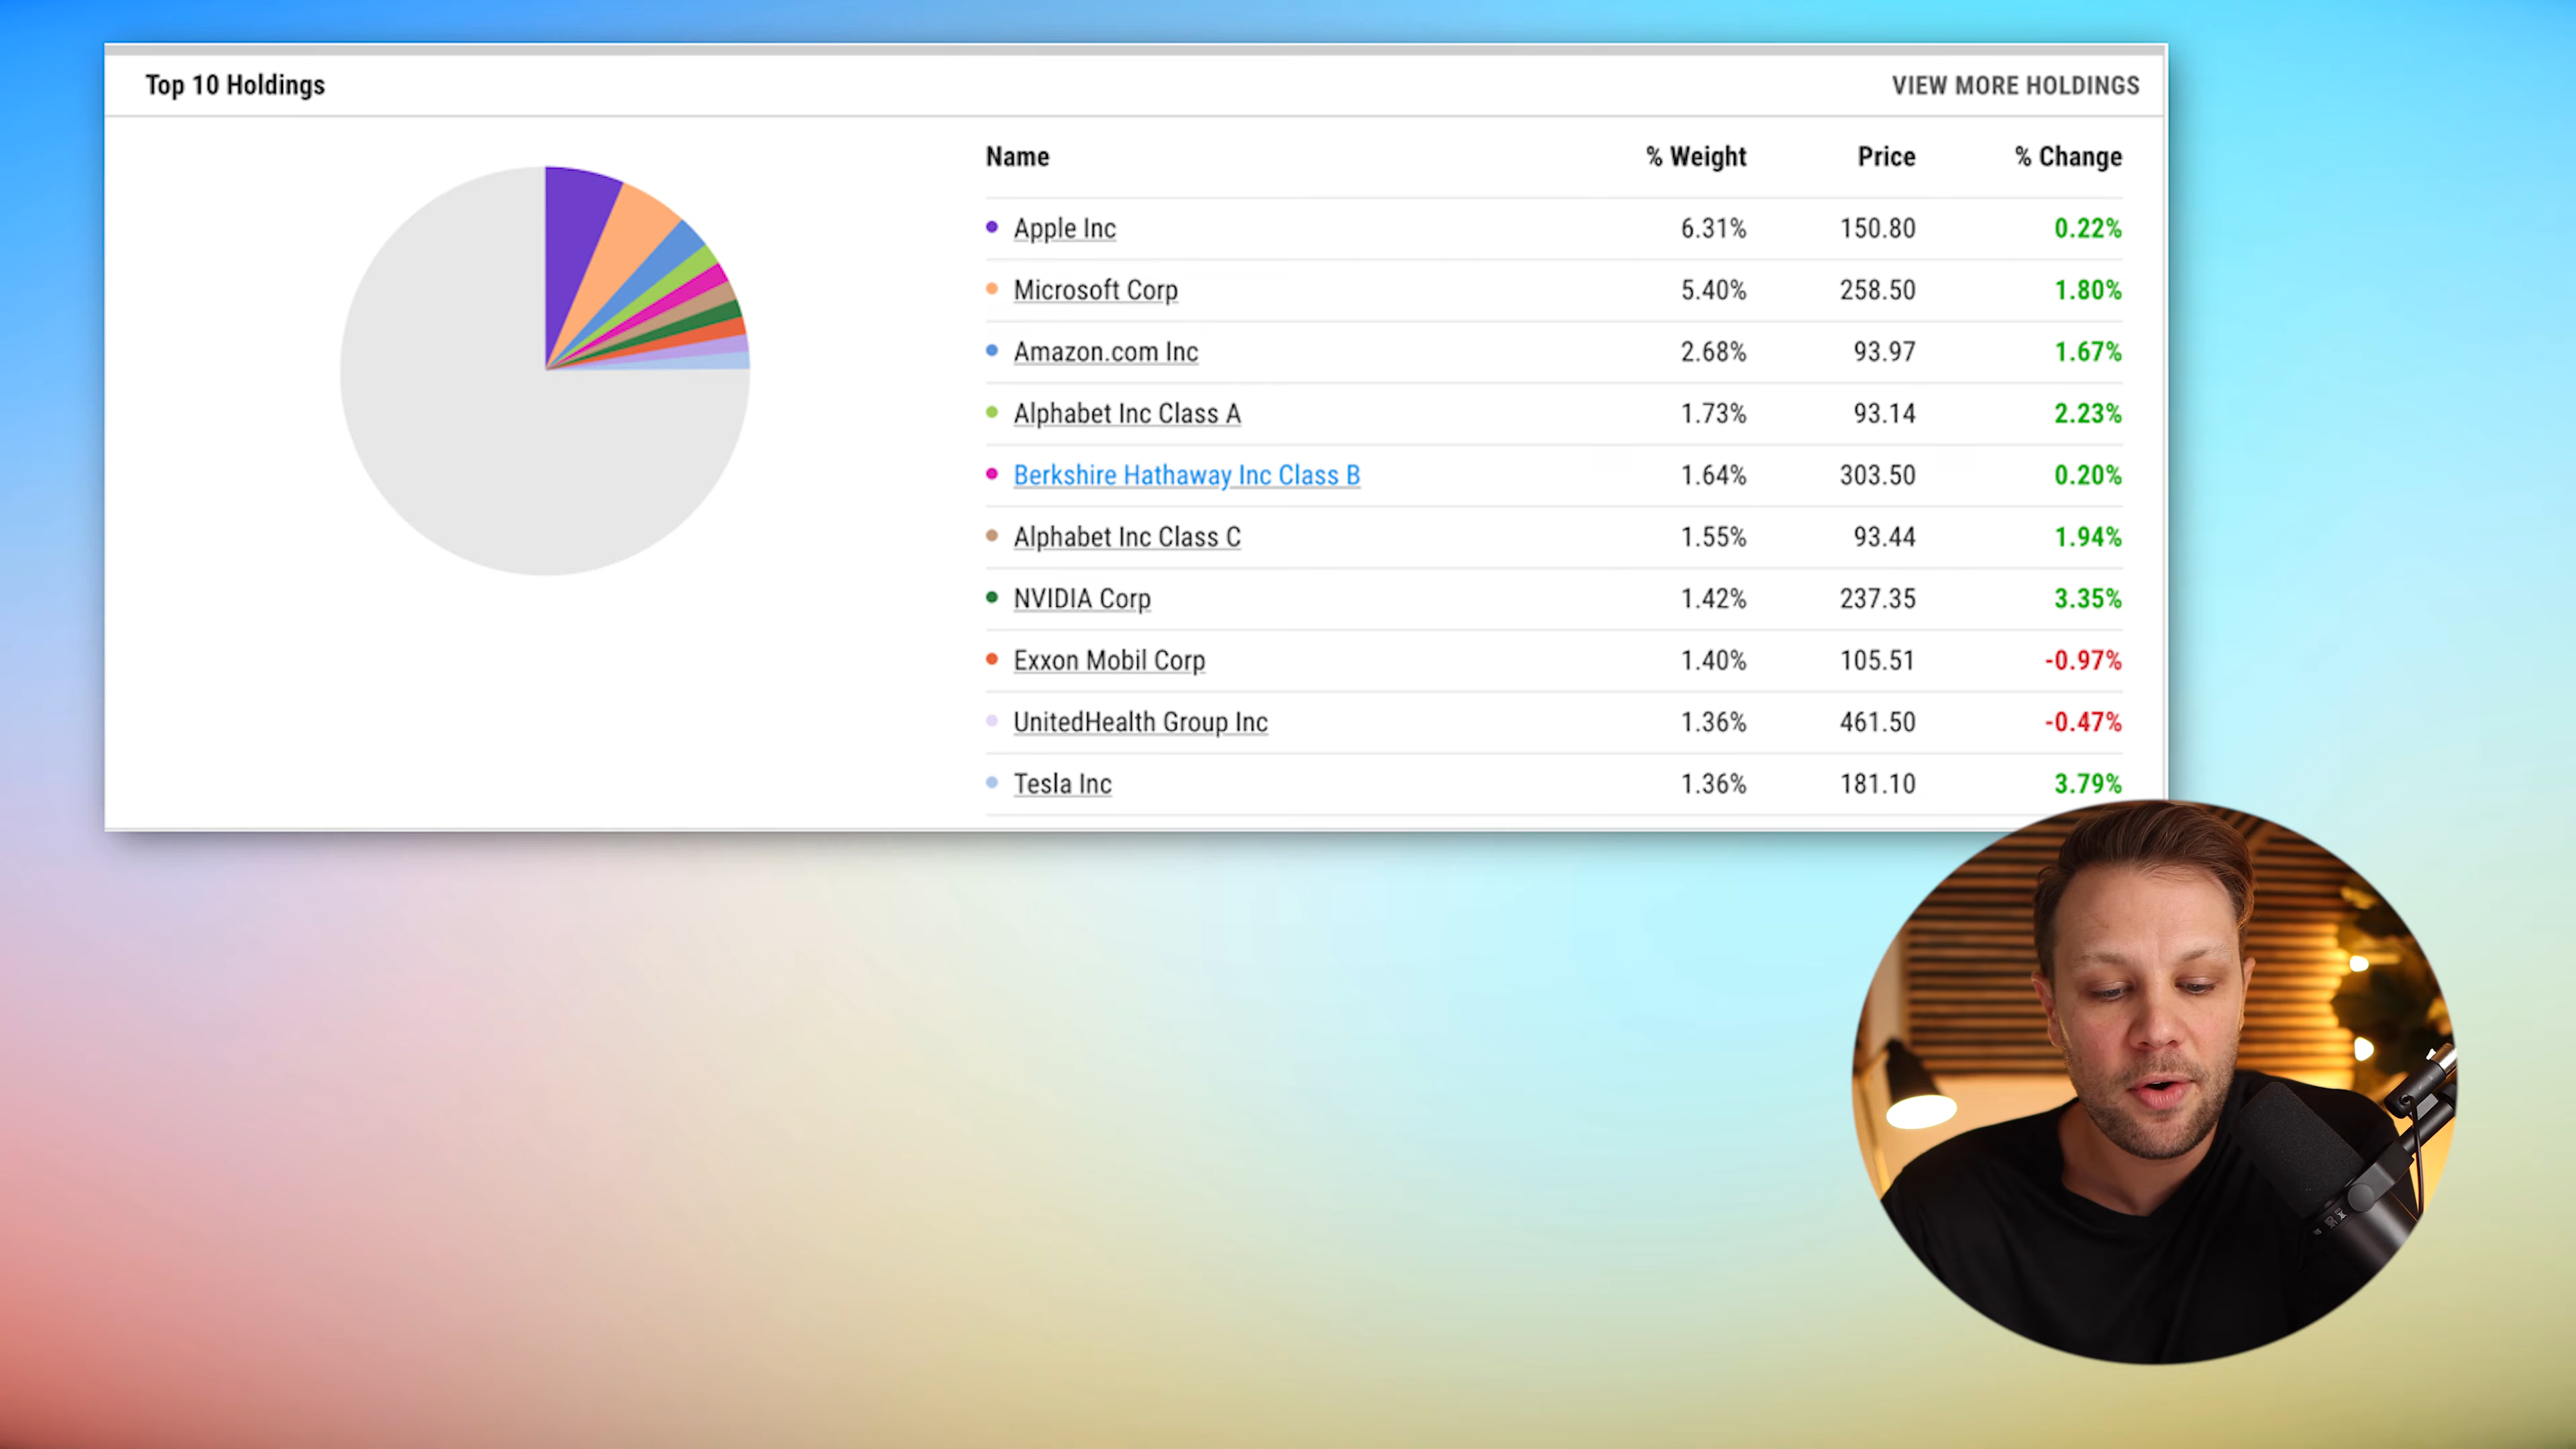 Top 10 Holdings VIEW MORE HOLDINGS
Name % Weight Price % Change
Apple Inc 6.31% 150.80 0.22%
Microsoft Corp 5.40% 258.50 1.80%
Amazon.com Inc 2.68% 93.97 1.67%
Alphabet Inc Class A 1.73% 93.14 2.23%
Berkshire Hathaway Inc Class B 1.64% 303.50 0.20%
Alphabet Inc Class C 1.55% 93.44 1.94%
NVIDIA Corp 1.42% 237.35 3.35%
Exxon Mobil Corp 1.40% 105.51 -0.97%
UnitedHealth Group Inc 1.36% 461.50 -0.47%
Tesla Inc 1.36% 181.10 3.79%